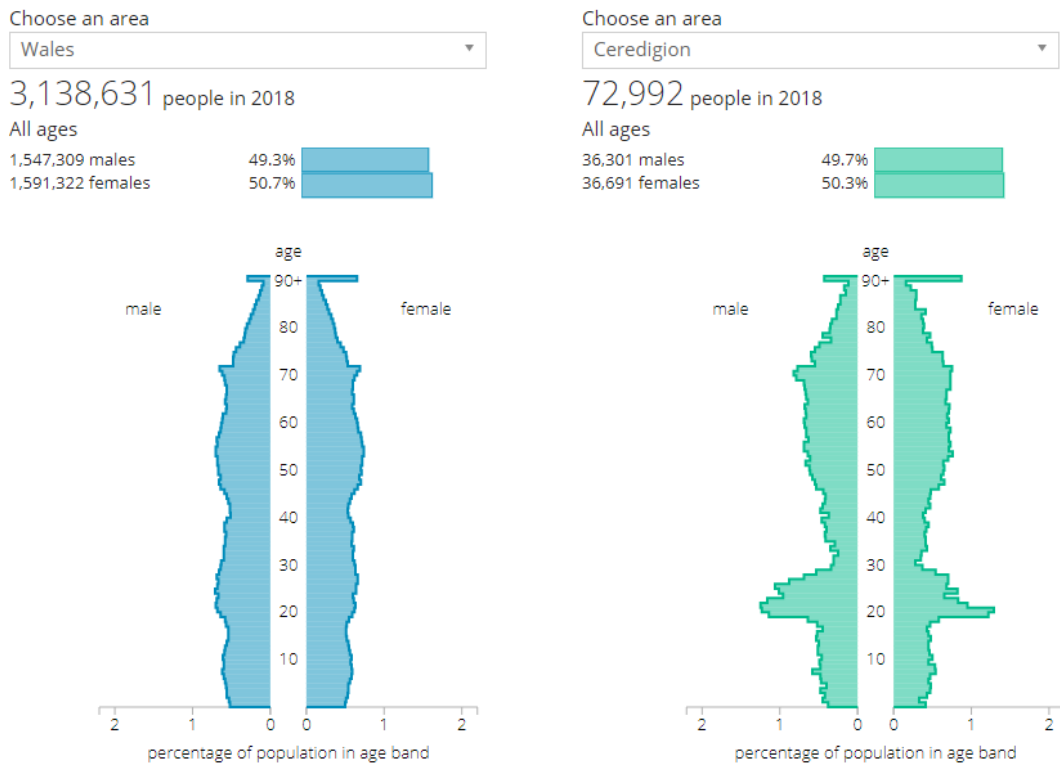 Choose an area
Wales
3,138,631 people in 2018
All ages
1,547,309 males 49.3%
1,591,322 females 50.7%
age
90+
male female
80
70
60
50
40
30
20
10
2 1 0 0 1 2
percentage of population in age band
Choose an area
Ceredigion
72,992 people in 2018
All ages
36,301 males 49.7%
36,691 females 50.3%
age
90+
male female
80
70
60
50
40
30
20
10
2 1 0 0 1 2
percentage of population in age band